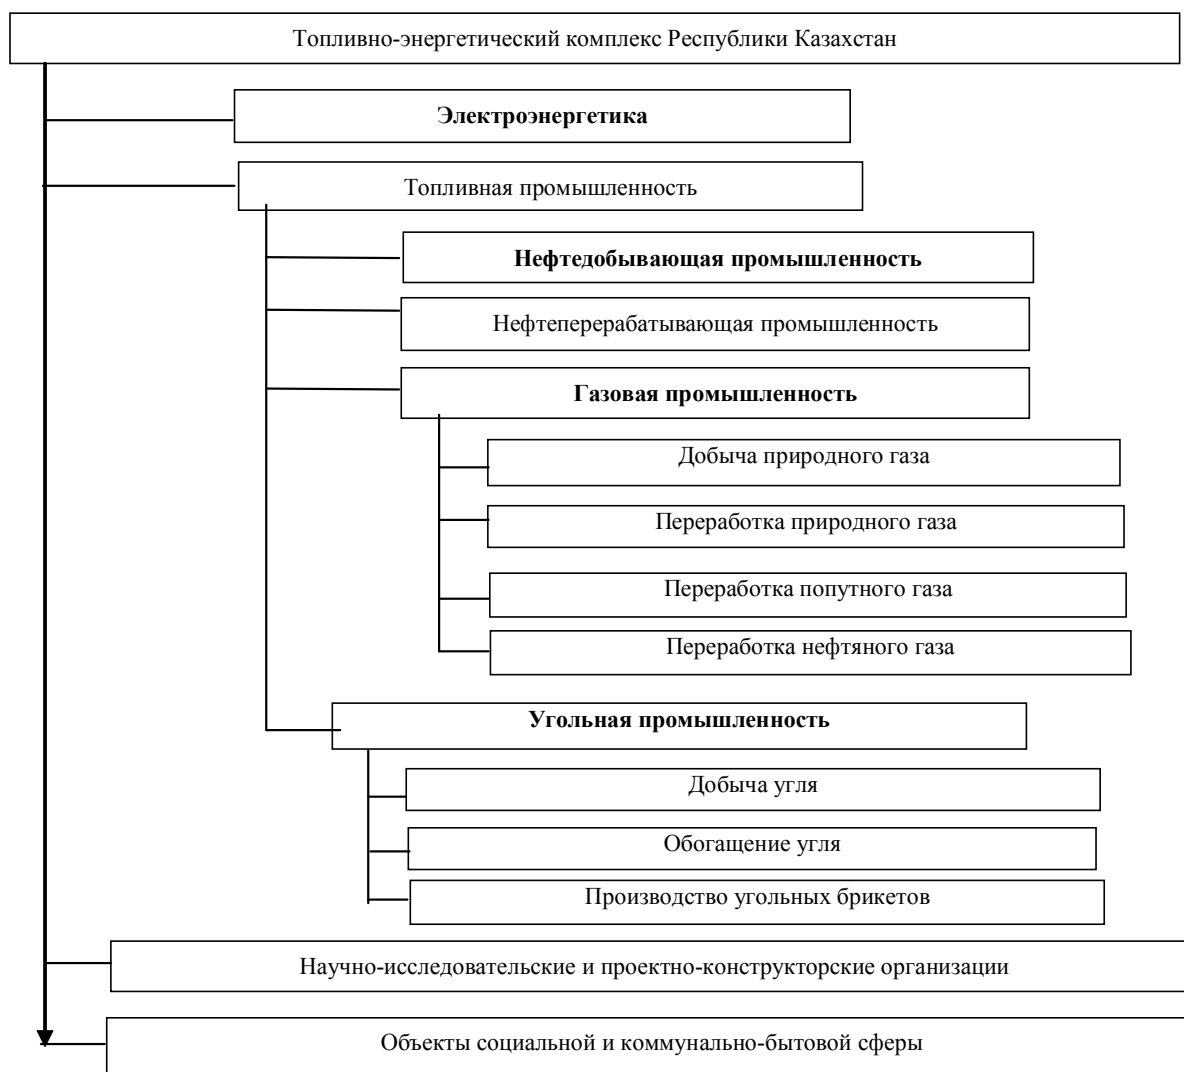 Топливно-энергетический комплекс Республики Казахстан
Электроэнергетика
Топливная промышленность
Нефтедобывающая промышленность
Нефтеперерабатывающая промышленность
Газовая промышленность
Добыча природного газа
Переработка природного газа
Переработка попутного газа
Переработка нефтяного газа
Угольная промышленность
Добыча угля
Обогащение угля
Производство угольных брикетов
Научно-исследовательские и проектно-конструкторские организации
Объекты социальной и коммунально-бытовой сферы